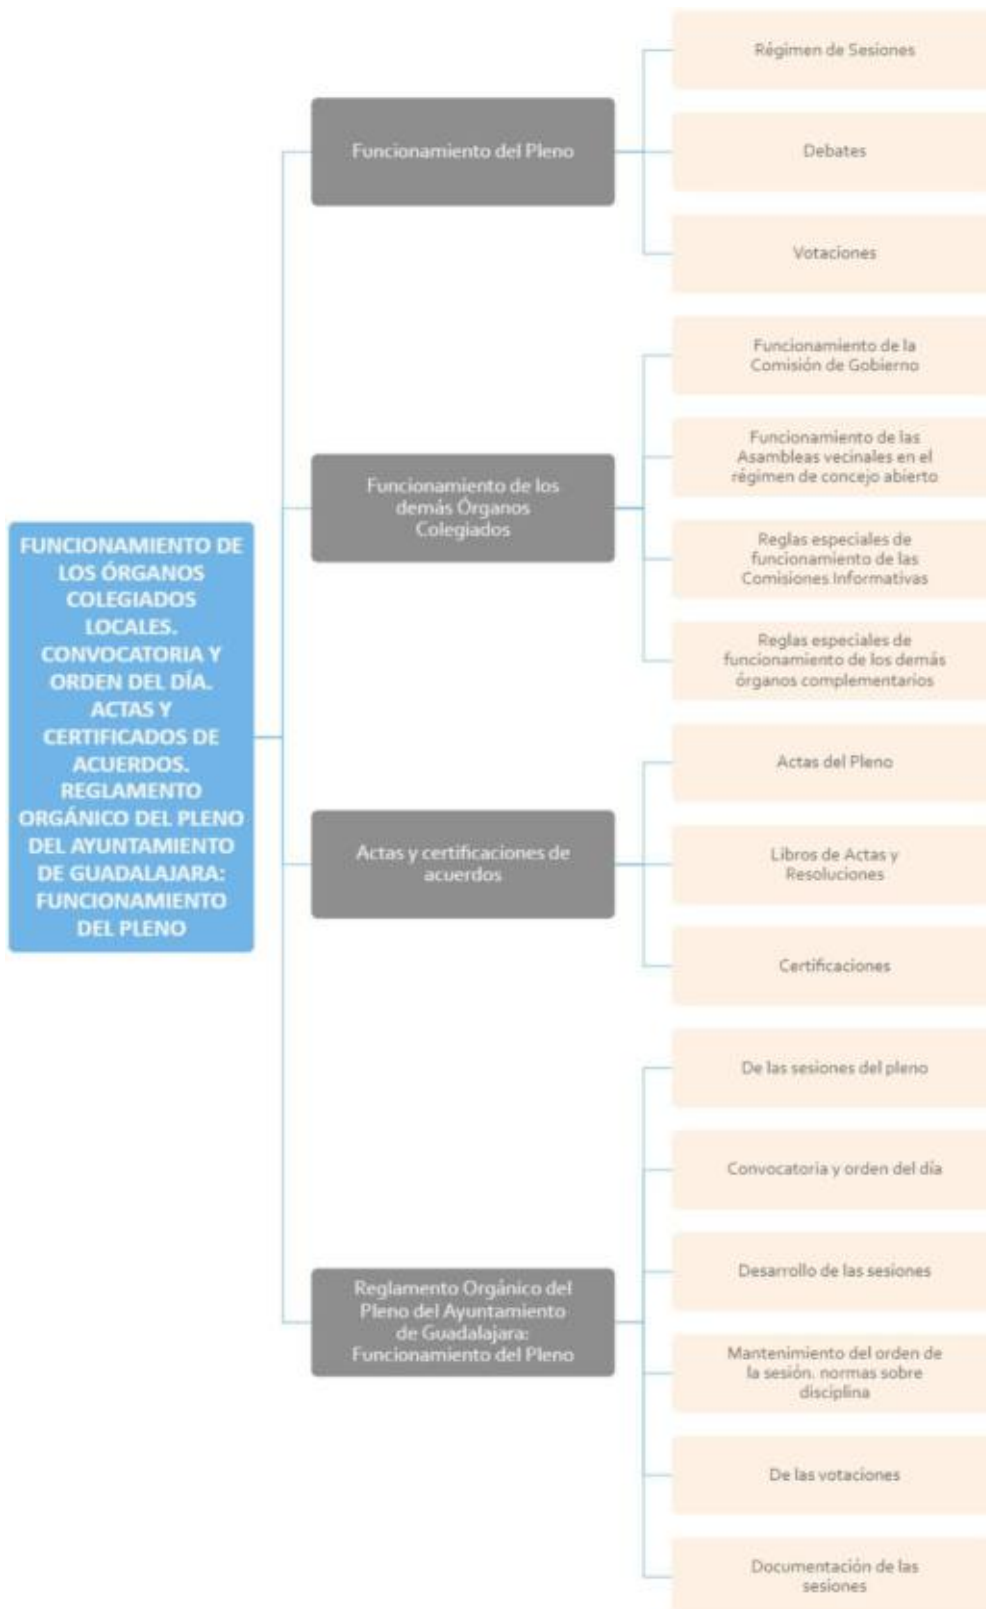 FUNCIONAMIENTO DE
LOS ÓRGANOS
COLEGIADOS
LOCALES.
CONVOCATORIA Y
ORDEN DEL DÍA.
ACTAS Y
CERTIFICADOS DE
ACUERDOS.
REGLAMENTO
ORGÁNICO DEL PLENO
DEL AYUNTAMIENTO
DE GUADALAJARA:
FUNCIONAMIENTO
DEL PLENO
Funcionamiento del Pleno
Régimen de Sesiones
Debates
Votaciones
Funcionamiento de los
demás Órganos
Colegiados
Funcionamiento de la
Comisión de Gobierno
Funcionamiento de las
Asambleas vecinales en el
régimen de concejo abierto
Reglas especiales de
funcionamiento de las
Comisiones Informativas
Reglas especiales de
funcionamiento de los demás
órganos complementarios
Actas y certificaciones de
acuerdos
Actas del Pleno
Libros de Actas y
Resoluciones
Certificaciones
Reglamento Orgánico del
Pleno del Ayuntamiento
de Guadalajara:
Funcionamiento del Pleno
De las sesiones del pleno
Convocatoria y orden del día
Desarrollo de las sesiones
Mantenimiento del orden de
la sesión. normas sobre
disciplina
De las votaciones
Documentación de las
sesiones